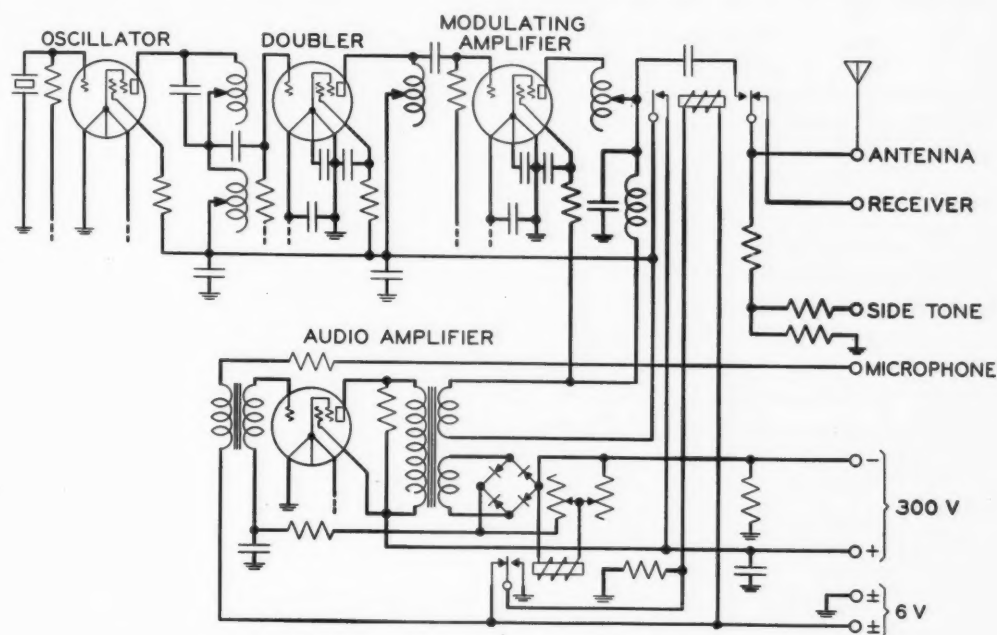 OSCILLATOR
DOUBLER
MODULATING
AMPLIFIER
ANTENNA
RECEIVER
SIDE TONE
AUDIO AMPLIFIER
MICROPHONE
−
300 V
+
±
6 V
±